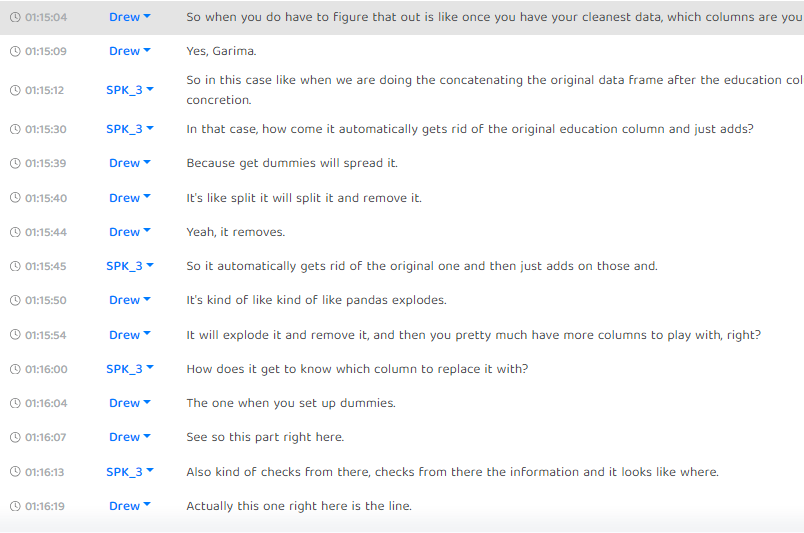 01:15:04 Drew So when you do have to figure that out is like once you have your cleanest data, which columns are you
01:15:09 Drew Yes, Garima.
01:15:12 SPK_3 So in this case like when we are doing the concatenating the original data frame after the education col
concretion.
01:15:30 SPK_3 In that case, how come it automatically gets rid of the original education column and just adds?
01:15:39 Drew Because get dummies will spread it.
01:15:40 Drew It's like split it will split it and remove it.
01:15:44 Drew Yeah, it removes.
01:15:45 SPK_3 So it automatically gets rid of the original one and then just adds on those and.
01:15:50 Drew It's kind of like kind of like pandas explodes.
01:15:54 Drew It will explode it and remove it, and then you pretty much have more columns to play with, right?
01:16:00 SPK_3 How does it get to know which column to replace it with?
01:16:04 Drew The one when you set up dummies.
01:16:07 Drew See so this part right here.
01:16:13 SPK_3 Also kind of checks from there, checks from there the information and it looks like where.
01:16:19 Drew Actually this one right here is the line.